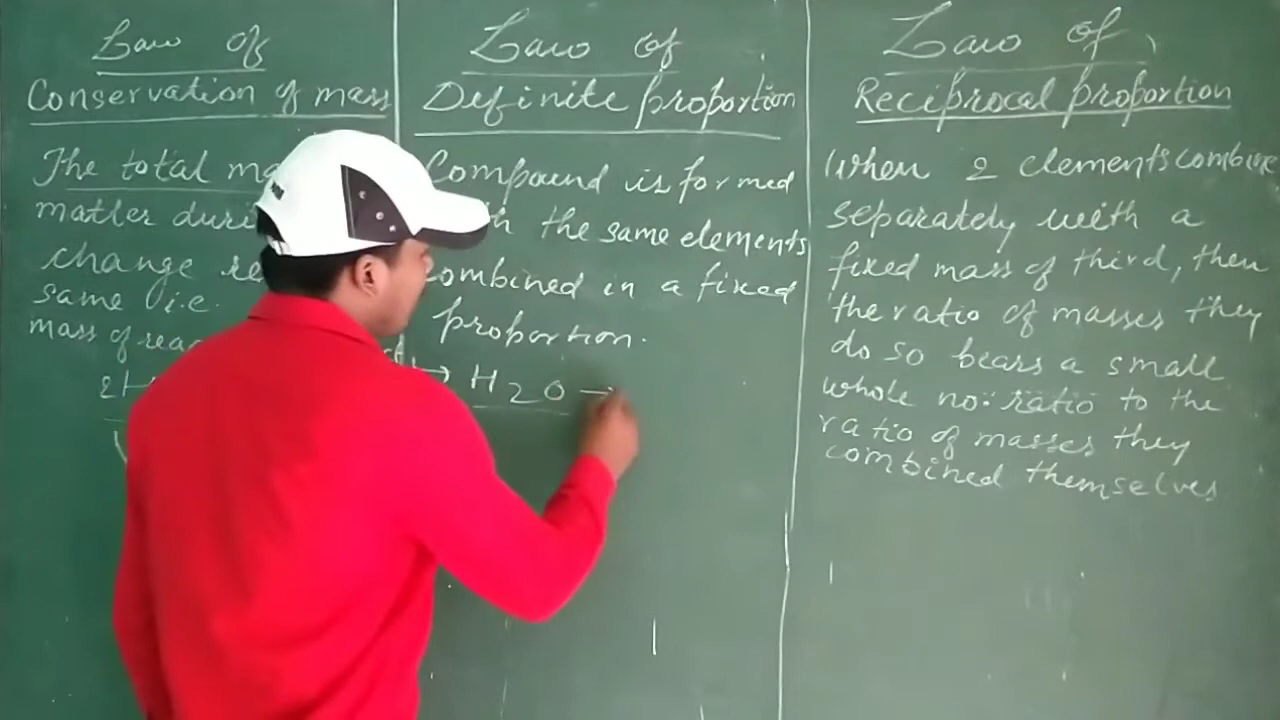 Law of
Conservation of mass
The total
matter
change
same i.e.
mass of
2H
Law of
Definite proportion
Compound is formed
the same elements
combined in a fixed
proportion.
→ H2O →
Law of
Reciprocal proportion
When 2 elements combine
separately with a
fixed mass of third, then
the ratio of masses they
do so bears a small
whole no: ratio to the
ratio of masses they
combined themselves